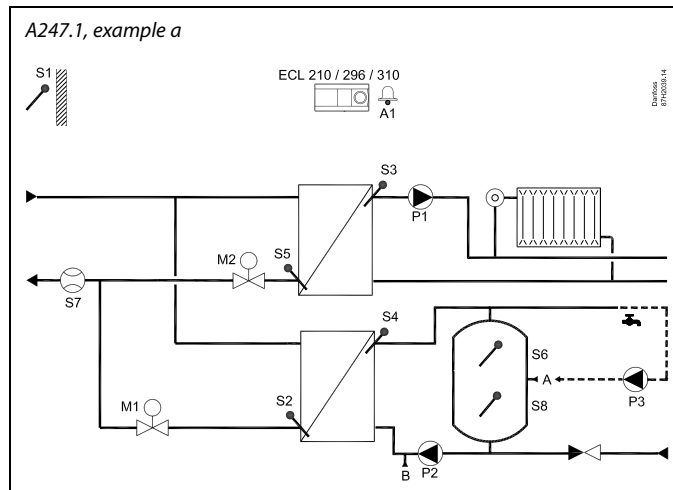 A247.1, example a
S1
ECL 210 / 296 / 310
A1
Danfoss
87H2039.14
S3
P1
M2
S5
S7
S4
S6
A
S8
P3
M1
S2
B
P2